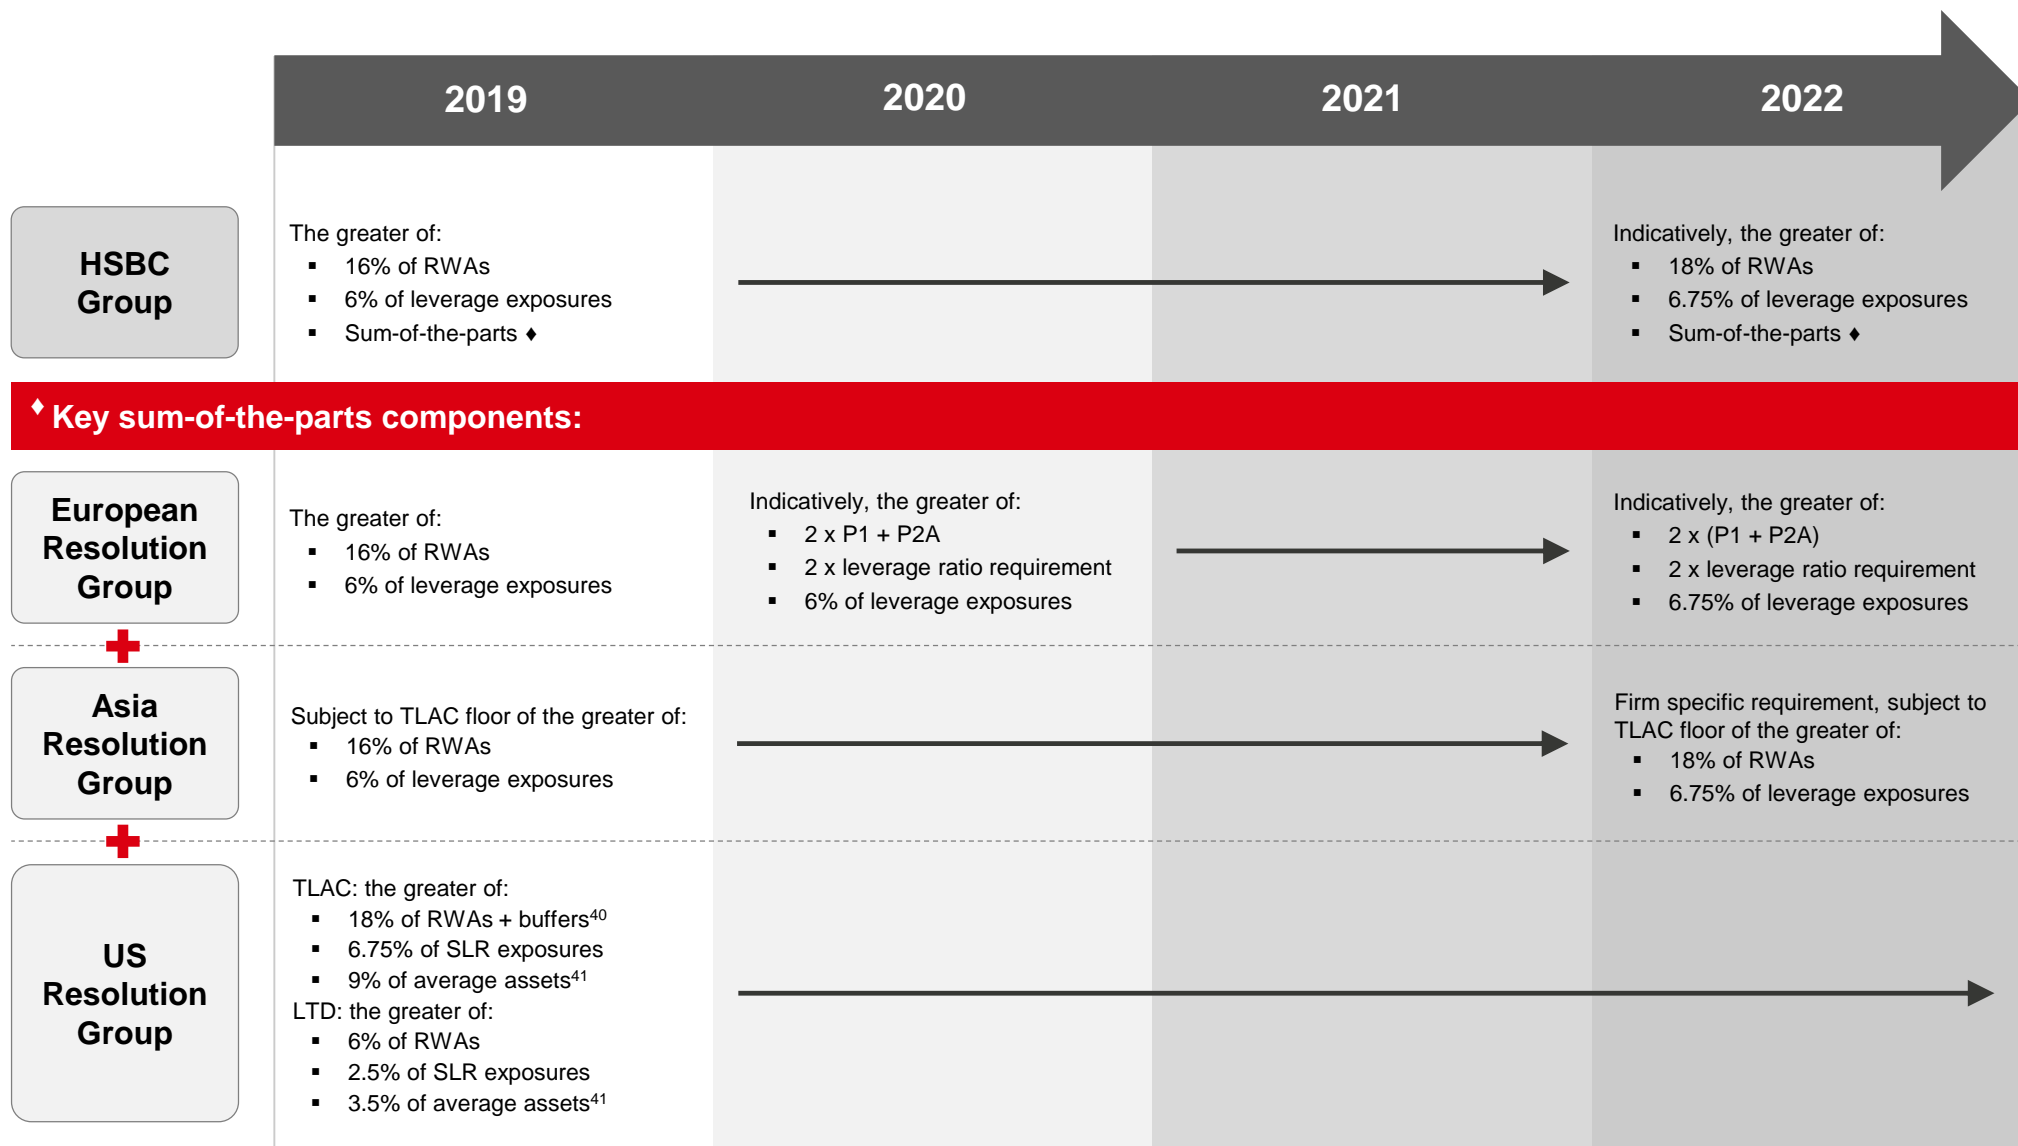 2019
2020
2021
2022
HSBC
Group
The greater of:
▪ 16% of RWAs
▪ 6% of leverage exposures
▪ Sum-of-the-parts ♦
Indicatively, the greater of:
▪ 18% of RWAs
▪ 6.75% of leverage exposures
▪ Sum-of-the-parts ♦
♦ Key sum-of-the-parts components:
European
Resolution
Group
The greater of:
▪ 16% of RWAs
▪ 6% of leverage exposures
Indicatively, the greater of:
▪ 2 x P1 + P2A
▪ 2 x leverage ratio requirement
▪ 6% of leverage exposures
Indicatively, the greater of:
▪ 2 x (P1 + P2A)
▪ 2 x leverage ratio requirement
▪ 6.75% of leverage exposures
Asia
Resolution
Group
Subject to TLAC floor of the greater of:
▪ 16% of RWAs
▪ 6% of leverage exposures
Firm specific requirement, subject to
TLAC floor of the greater of:
▪ 18% of RWAs
▪ 6.75% of leverage exposures
US
Resolution
Group
TLAC: the greater of:
▪ 18% of RWAs + buffers⁴⁰
▪ 6.75% of SLR exposures
▪ 9% of average assets⁴¹
LTD: the greater of:
▪ 6% of RWAs
▪ 2.5% of SLR exposures
▪ 3.5% of average assets⁴¹